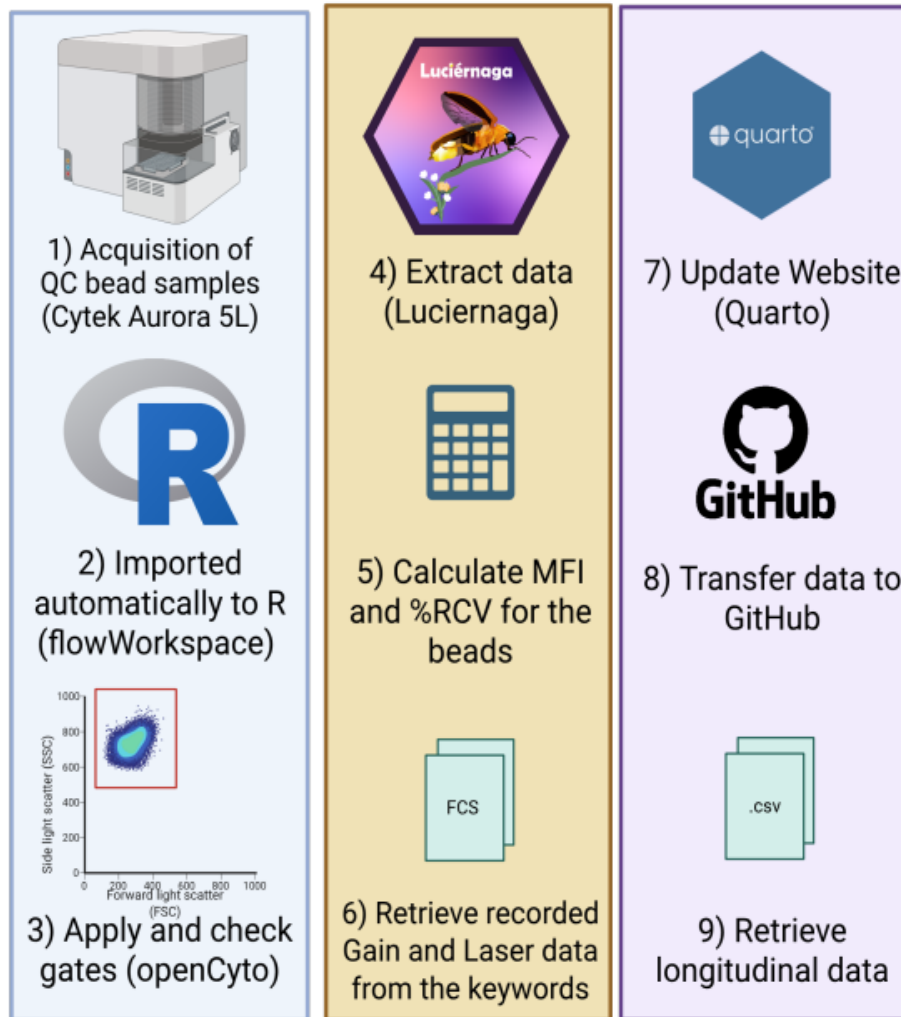 1) Acquisition of
QC bead samples
(Cytek Aurora 5L)
R
2) Imported
automatically to R
(flowWorkspace)
Side light scatter (SSC)
1000
800
600
400
200
0
0 200 400 600 800 1000
Forward light scatter
(FSC)
3) Apply and check
gates (openCyto)
Luciérnaga
4) Extract data
(Luciernaga)
5) Calculate MFI
and %RCV for the
beads
FCS
6) Retrieve recorded
Gain and Laser data
from the keywords
quarto
7) Update Website
(Quarto)
GitHub
8) Transfer data to
GitHub
.csv
9) Retrieve
longitudinal data